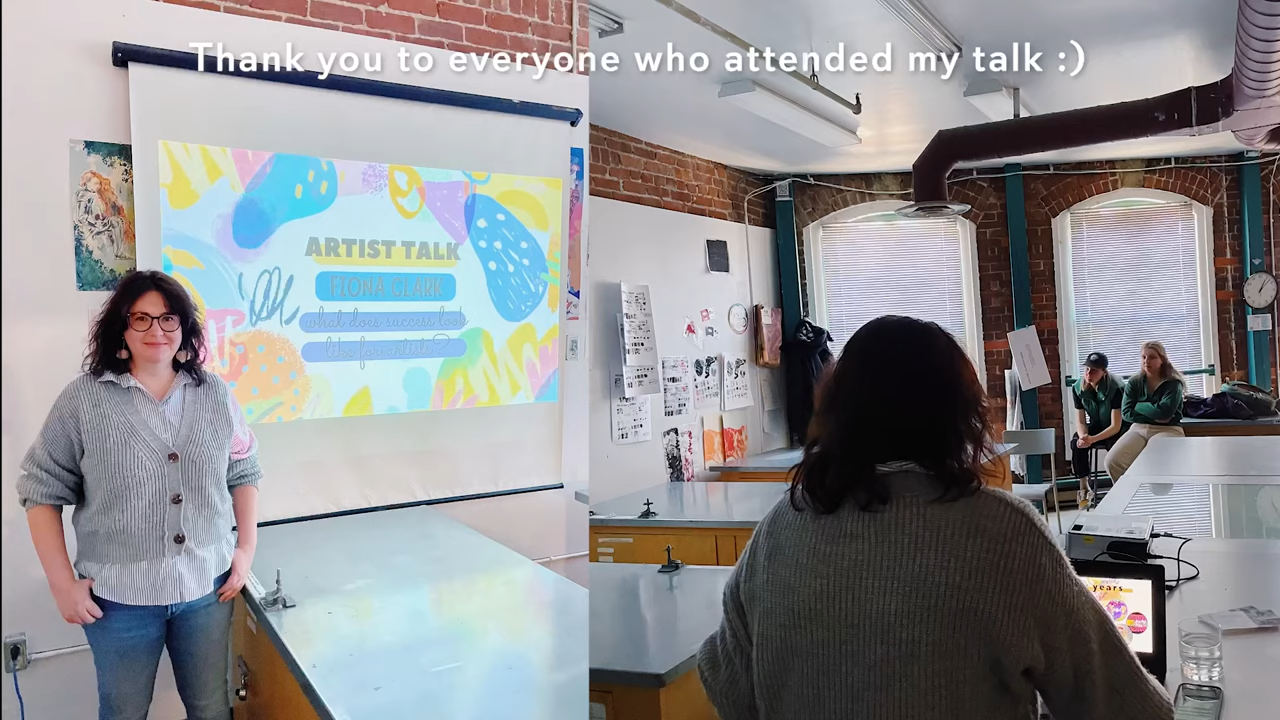 Thank you to everyone who attended my talk :)
ARTIST TALK
FIONA CLARK
what does success look
like for artists?
years